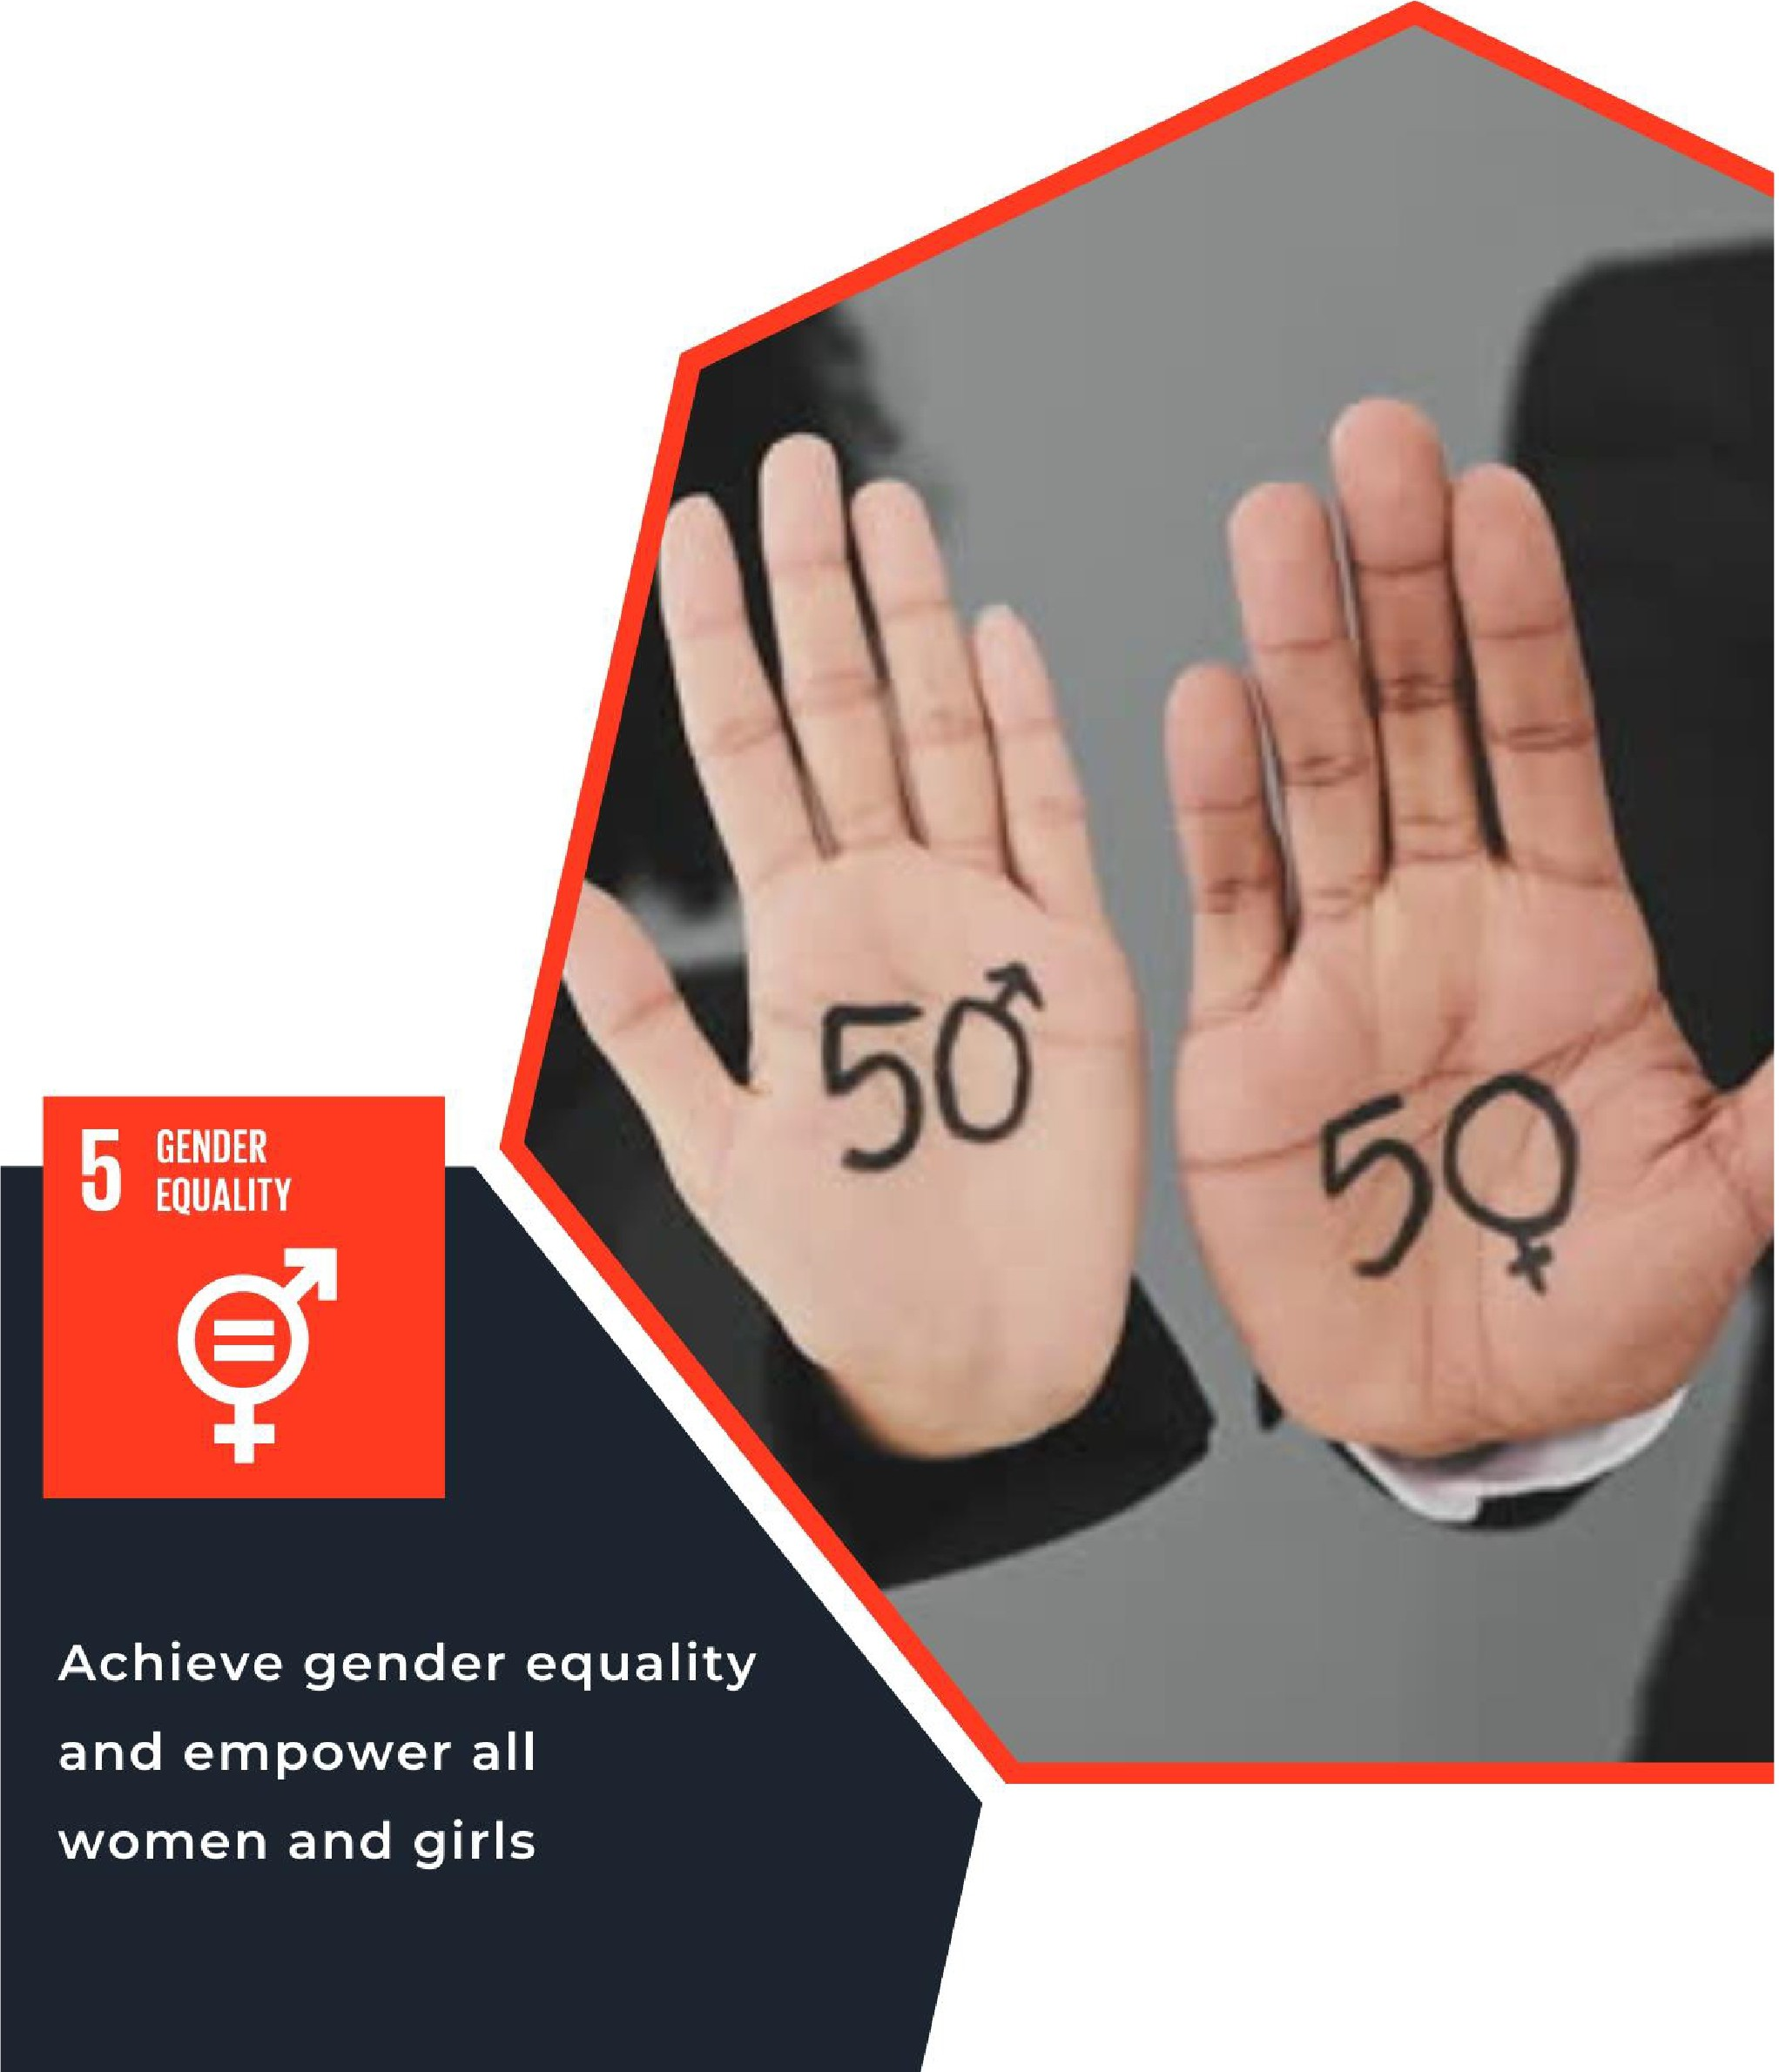 5 GENDER
EQUALITY
Achieve gender equality
and empower all
women and girls
50
50